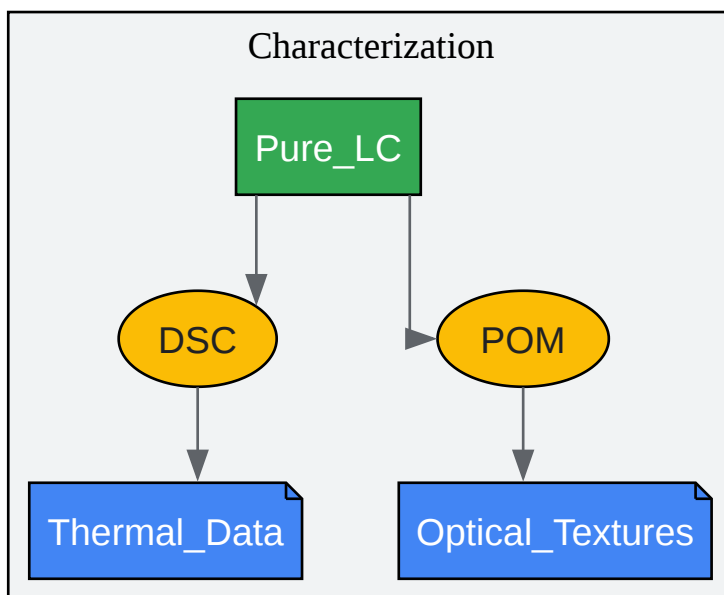 Characterization
Pure_LC
DSC
POM
Thermal_Data
Optical_Textures